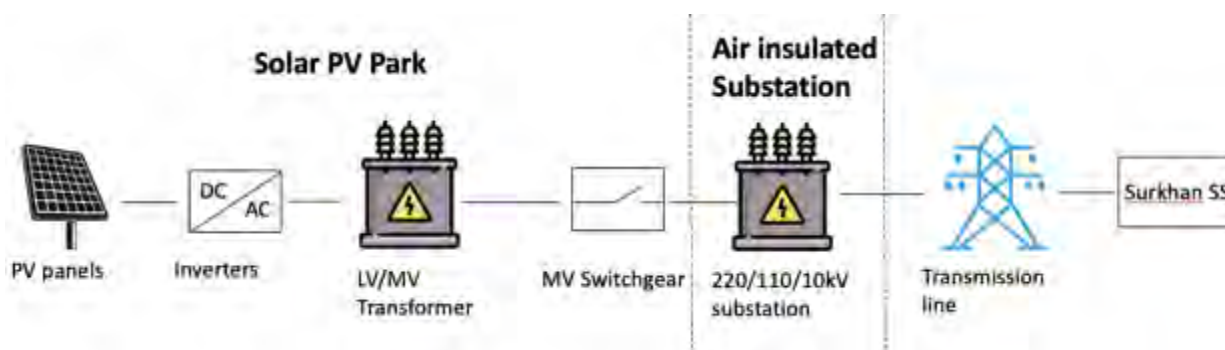 Solar PV Park
Air insulated
Substation
DC
AC
Surkhan SS
PV panels
Inverters
LV/MV
Transformer
MV Switchgear
220/110/10kV
substation
Transmission
line